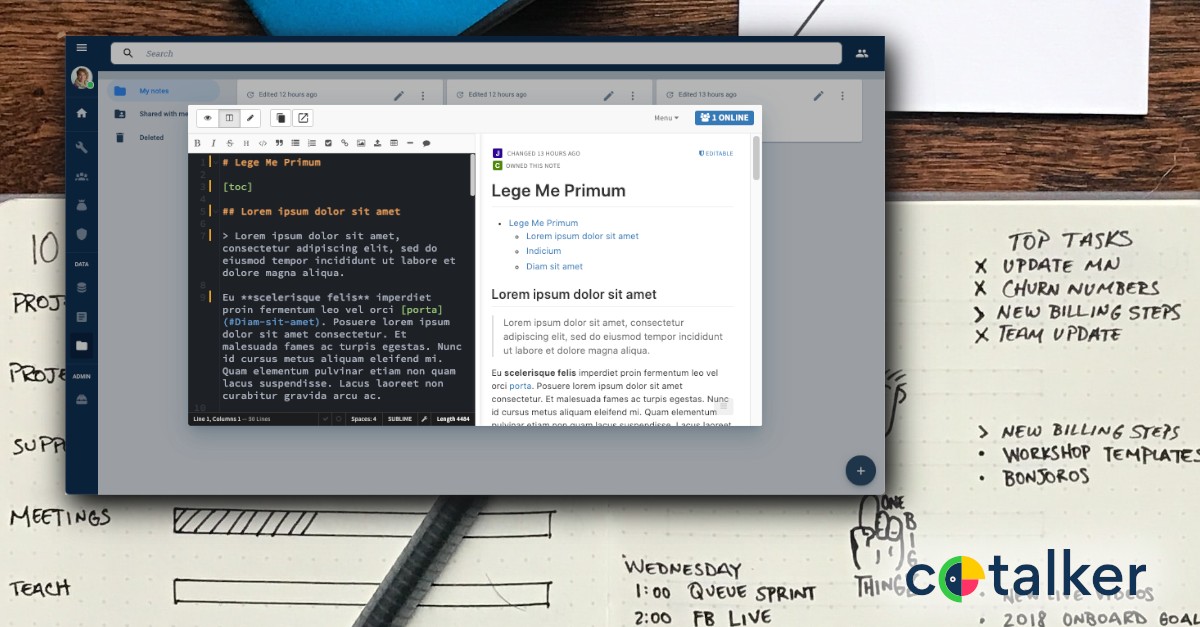 Search
My notes
Shared with me
Deleted
Edited 12 hours ago
Edited 12 hours ago
Edited 13 hours ago
DATA
ADMIN
Menu
1 ONLINE
B I S H </>
1 # Lege Me Primum
2
3 [toc]
4
5 ## Lorem ipsum dolor sit amet
6
7 > Lorem ipsum dolor sit amet,
consectetur adipiscing elit, sed do
eiusmod tempor incididunt ut labore et
dolore magna aliqua.
8
9 Eu **scelerisque felis** imperdiet
proin fermentum leo vel orci [porta]
(#Diam-sit-amet). Posuere lorem ipsum
dolor sit amet consectetur. Et
malesuada fames ac turpis egestas. Nunc
id cursus metus aliquam eleifend mi.
Quam elementum pulvinar etiam non quam
lacus suspendisse. Lacus laoreet non
curabitur gravida arcu ac.
10
Line 1, Columns 1 — 38 Lines
Spaces: 4
SUBLIME
Length 4484
J CHANGED 13 HOURS AGO
EDITABLE
C OWNED THIS NOTE
Lege Me Primum
• Lege Me Primum
Lorem ipsum dolor sit amet
Indicium
Diam sit amet
Lorem ipsum dolor sit amet
Lorem ipsum dolor sit amet, consectetur
adipiscing elit, sed do eiusmod tempor incididunt
ut labore et dolore magna aliqua.
Eu scelerisque felis imperdiet proin fermentum leo vel
orci porta. Posuere lorem ipsum dolor sit amet
consectetur. Et malesuada fames ac turpis egestas. Nunc
id cursus metus aliquam eleifend mi. Quam elementum
pulvinar etiam non quam lacus suspendisse. Lacus laoreet
10
MEETINGS
TEACH
TOP TASKS
X UPDATE MN
X CHURN NUMBERS
> NEW BILLING STEPS
X TEAM UPDATE
> NEW BILLING STEPS
• WORKSHOP TEMPLATES
• BONJOROS
ONE
BIG
THING
WEDNESDAY
1:00 QUEUE SPRINT
2:00 FB LIVE
• NEW LIVE VIDEOS
• 2018 ONBOARD GOAL
cotalker